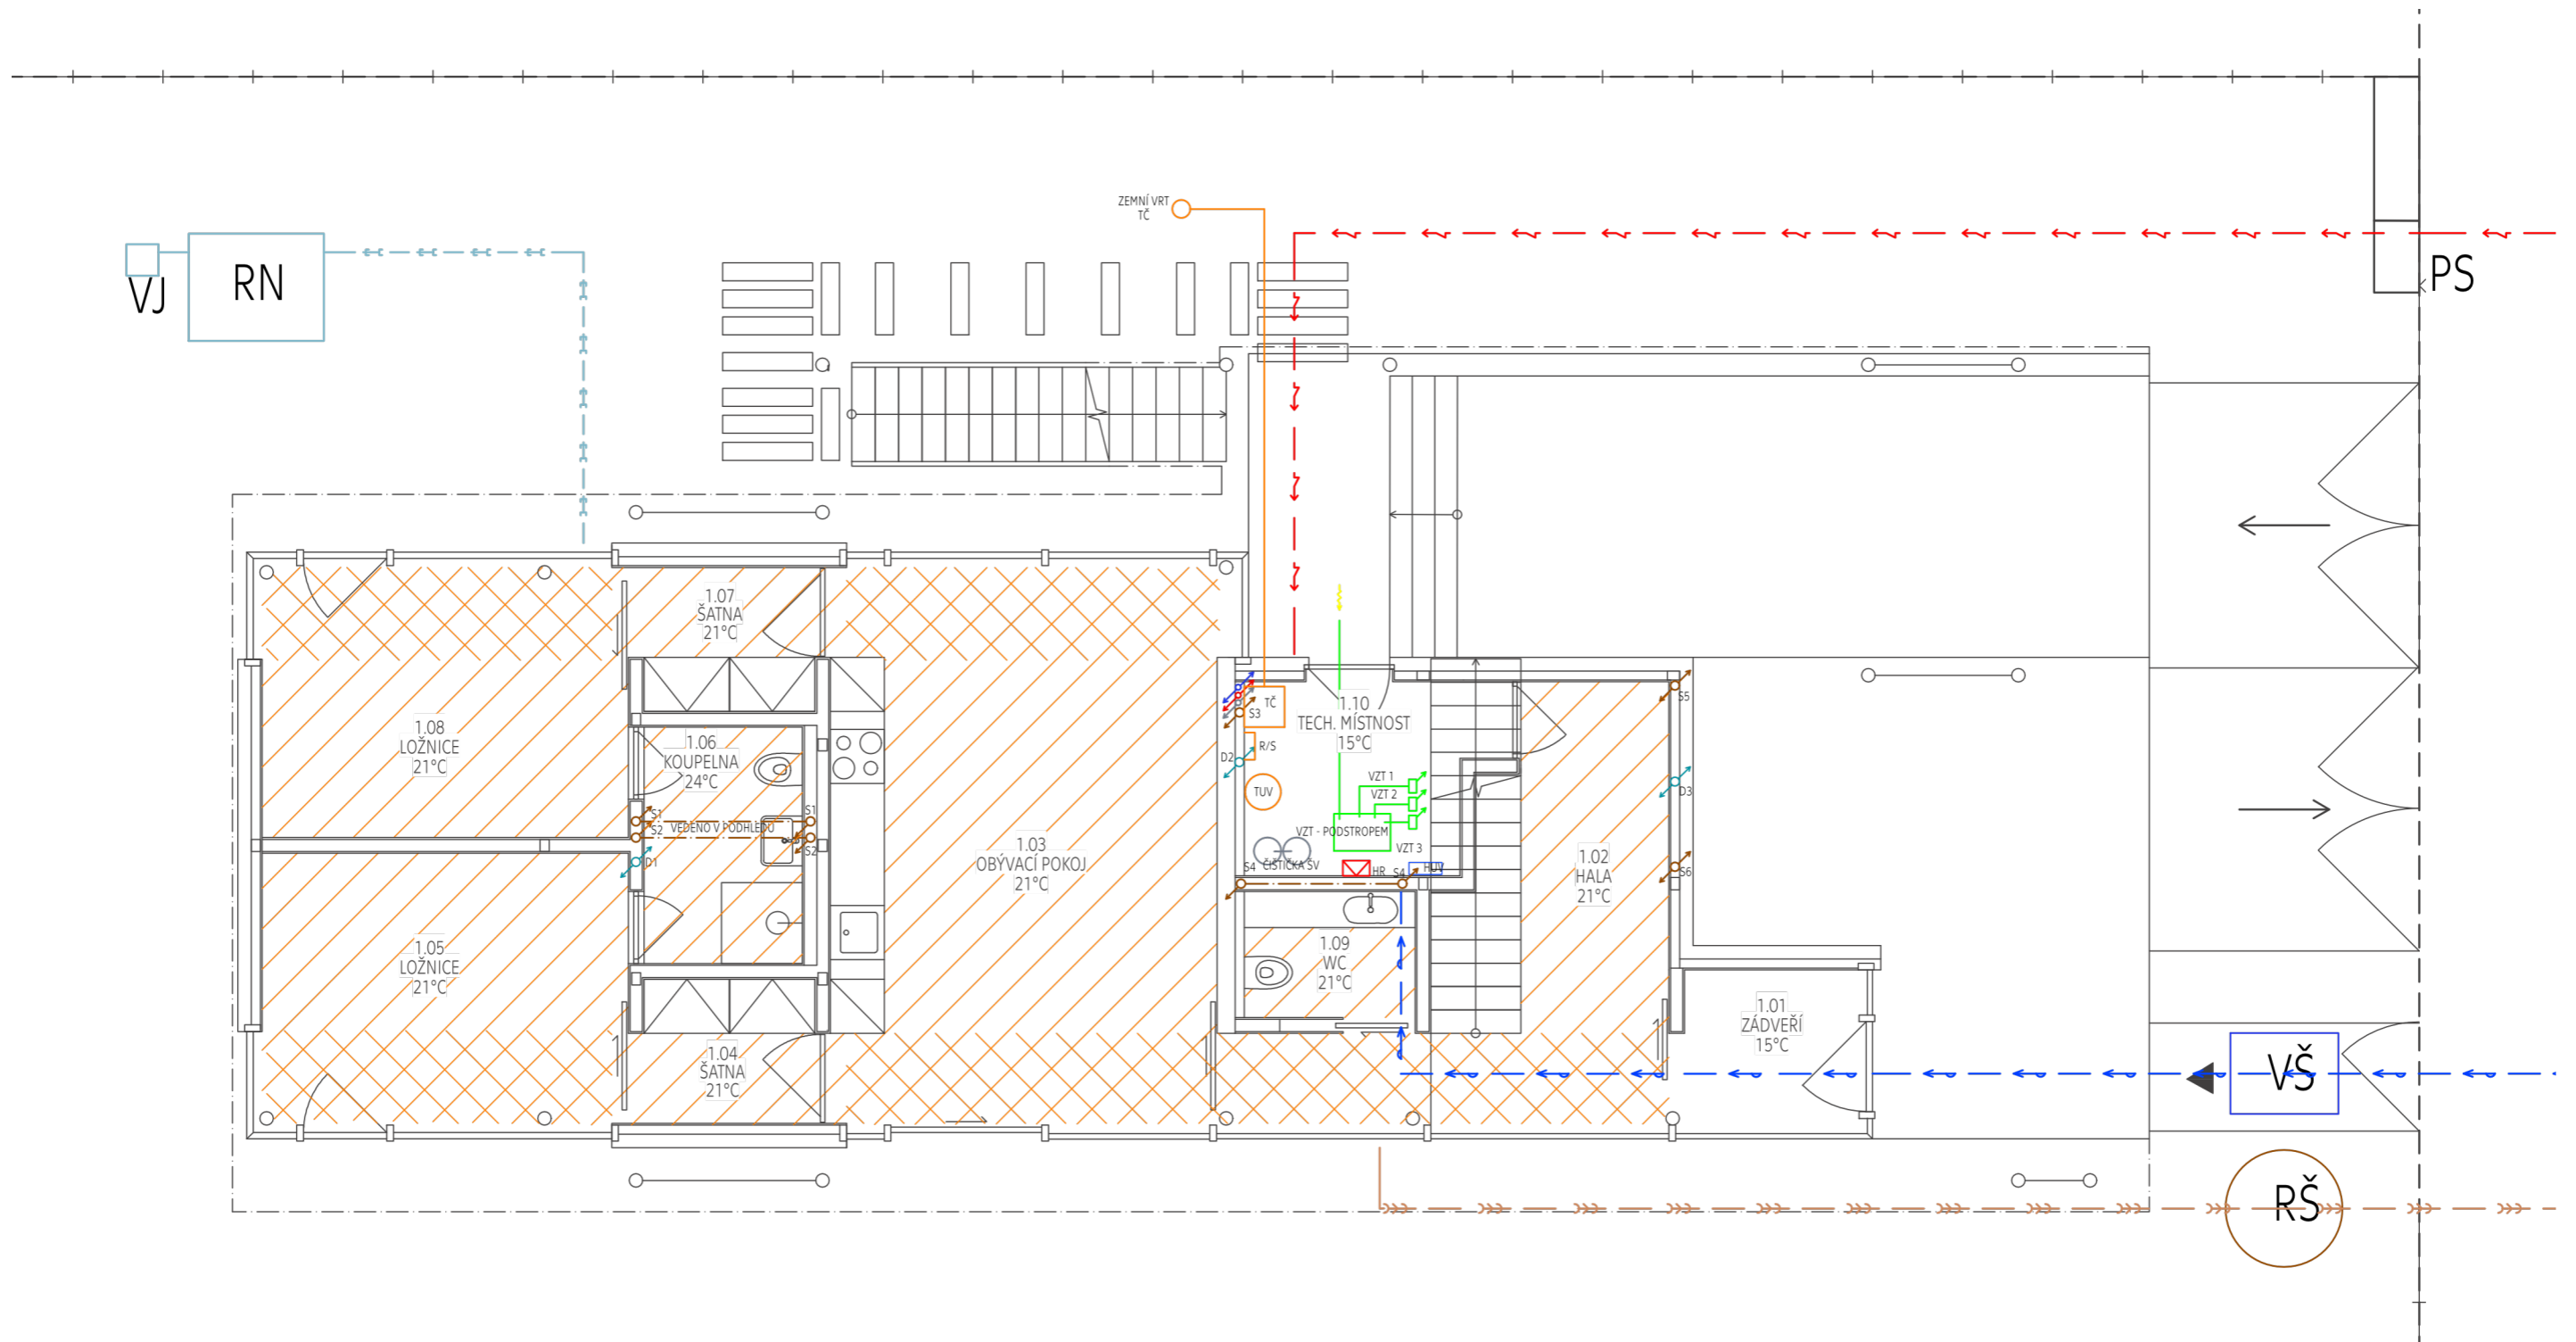 ZEMNÍ VRT
TČ
VJ
RN
PS
1.07
ŠATNA
21°C
1.08
LOŽNICE
21°C
1.06
KOUPELNA
24°C
S1
S2
VEDENO V PODHLEDU
S1
S2
D1
1.05
LOŽNICE
21°C
1.04
ŠATNA
21°C
1.03
OBÝVACÍ POKOJ
21°C
TČ
S3
R/S
D2
TUV
1.10
TECH. MÍSTNOST
15°C
VZT 1
VZT 2
VZT - PODSTROPEM
VZT 3
S4
ČISTIČKA ŠV
HR
S4
HUV
1.09
WC
21°C
1.02
HALA
21°C
S5
D3
S6
1.01
ZÁDVEŘÍ
15°C
VŠ
RŠ